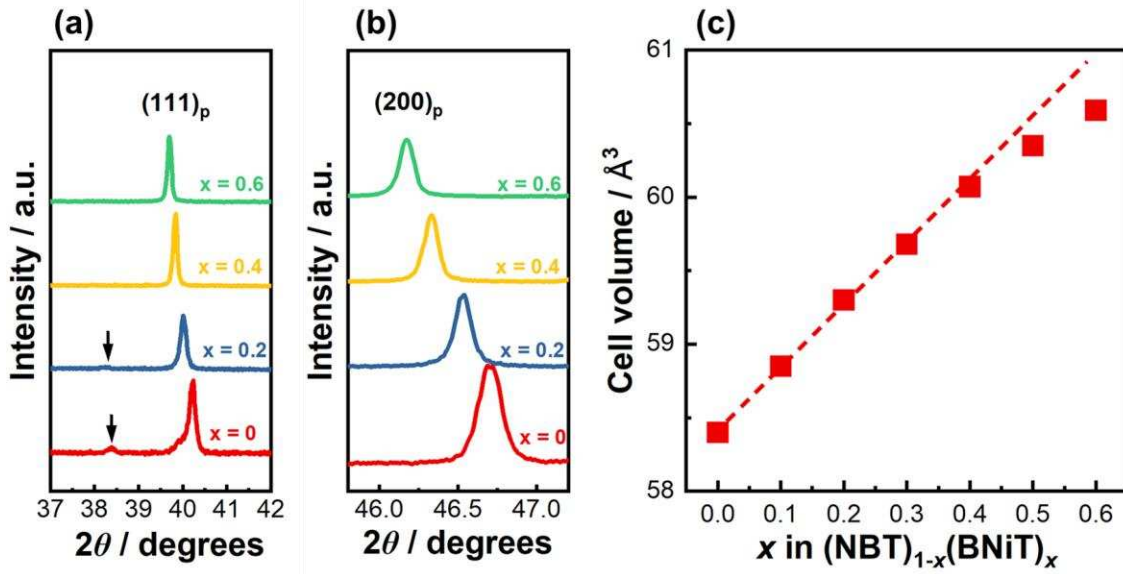 (a)
(111)ₚ
x = 0.6
x = 0.4
x = 0.2
x = 0
Intensity / a.u.
37 38 39 40 41 42
2θ / degrees
(b)
(200)ₚ
x = 0.6
x = 0.4
x = 0.2
x = 0
Intensity / a.u.
46.0 46.5 47.0
2θ / degrees
(c)
61
60
59
58
Cell volume / Å³
0.0 0.1 0.2 0.3 0.4 0.5 0.6
x in (NBT)₁₋ₓ(BNiT)ₓ